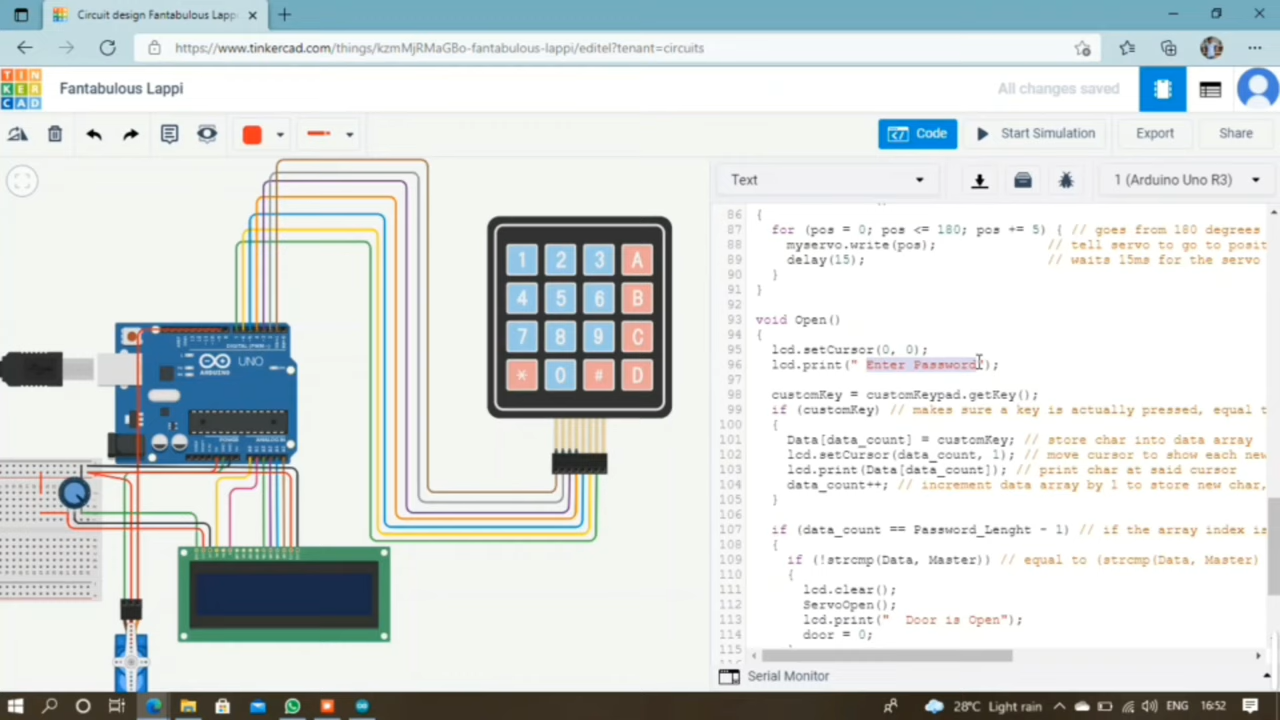 Circuit design Fantabulous Lapp
https://www.tinkercad.com/things/kzmMjRMaGBo-fantabulous-lappi/editel?tenant=circuits
TIN
KER
CAD
Fantabulous Lappi
All changes saved
Code
Start Simulation
Export
Share
Text
1 (Arduino Uno R3)
86 {
87 for (pos = 0; pos <= 180; pos += 5) { // goes from 180 degrees
88 myservo.write(pos); // tell servo to go to posit
89 delay(15); // waits 15ms for the servo
90 }
91 }
92
93 void Open()
94 {
95 lcd.setCursor(0, 0);
96 lcd.print(" Enter Password");
97
98 customKey = customKeypad.getKey();
99 if (customKey) // makes sure a key is actually pressed, equal t
100 {
101 Data[data_count] = customKey; // store char into data array
102 lcd.setCursor(data_count, 1); // move cursor to show each new
103 lcd.print(Data[data_count]); // print char at said cursor
104 data_count++; // increment data array by 1 to store new char,
105 }
106
107 if (data_count == Password_Lenght - 1) // if the array index is
108 {
109 if (!strcmp(Data, Master)) // equal to (strcmp(Data, Master)
110 {
111 lcd.clear();
112 ServoOpen();
113 lcd.print("  Door is Open");
114 door = 0;
115
Serial Monitor
1 2 3 A
4 5 6 B
7 8 9 C
* 0 # D
UNO
ARDUINO
28°C Light rain
ENG
16:52